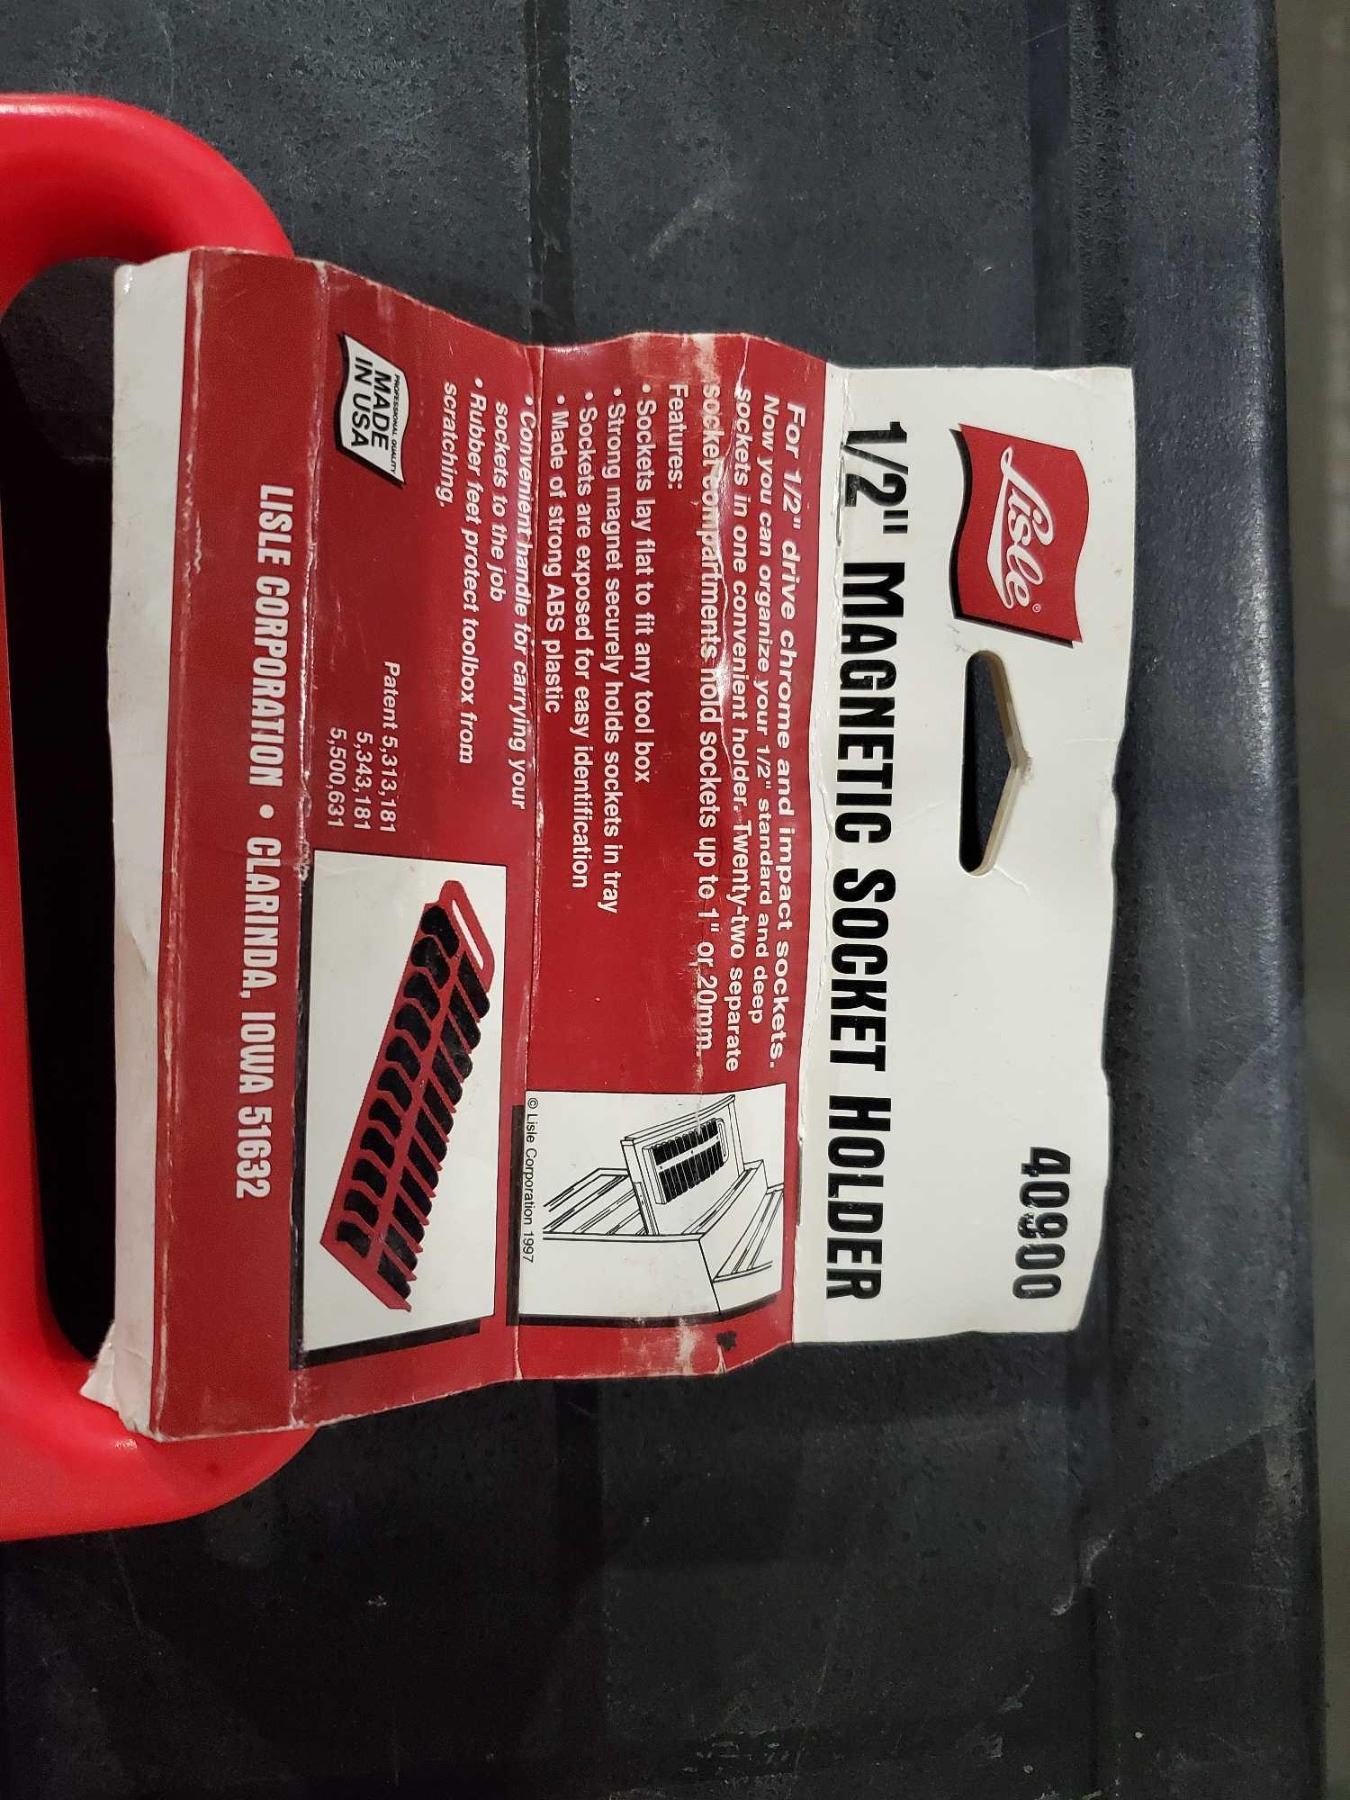 Lisle®
40900
1/2" MAGNETIC SOCKET HOLDER
For 1/2" drive chrome and impact sockets.
Now you can organize your 1/2" standard and deep
sockets in one convenient holder. Twenty-two separate
socket compartments hold sockets up to 1" or 20mm.
Features:
• Sockets lay flat to fit any tool box
• Strong magnet securely holds sockets in tray
• Sockets are exposed for easy identification
• Made of strong ABS plastic
• Convenient handle for carrying your
sockets to the job
• Rubber feet protect toolbox from
scratching.
© Lisle Corporation 1997
PROFESSIONAL QUALITY
MADE
IN USA
Patent 5,313,181
5,343,181
5,500,631
LISLE CORPORATION • CLARINDA, IOWA 51632